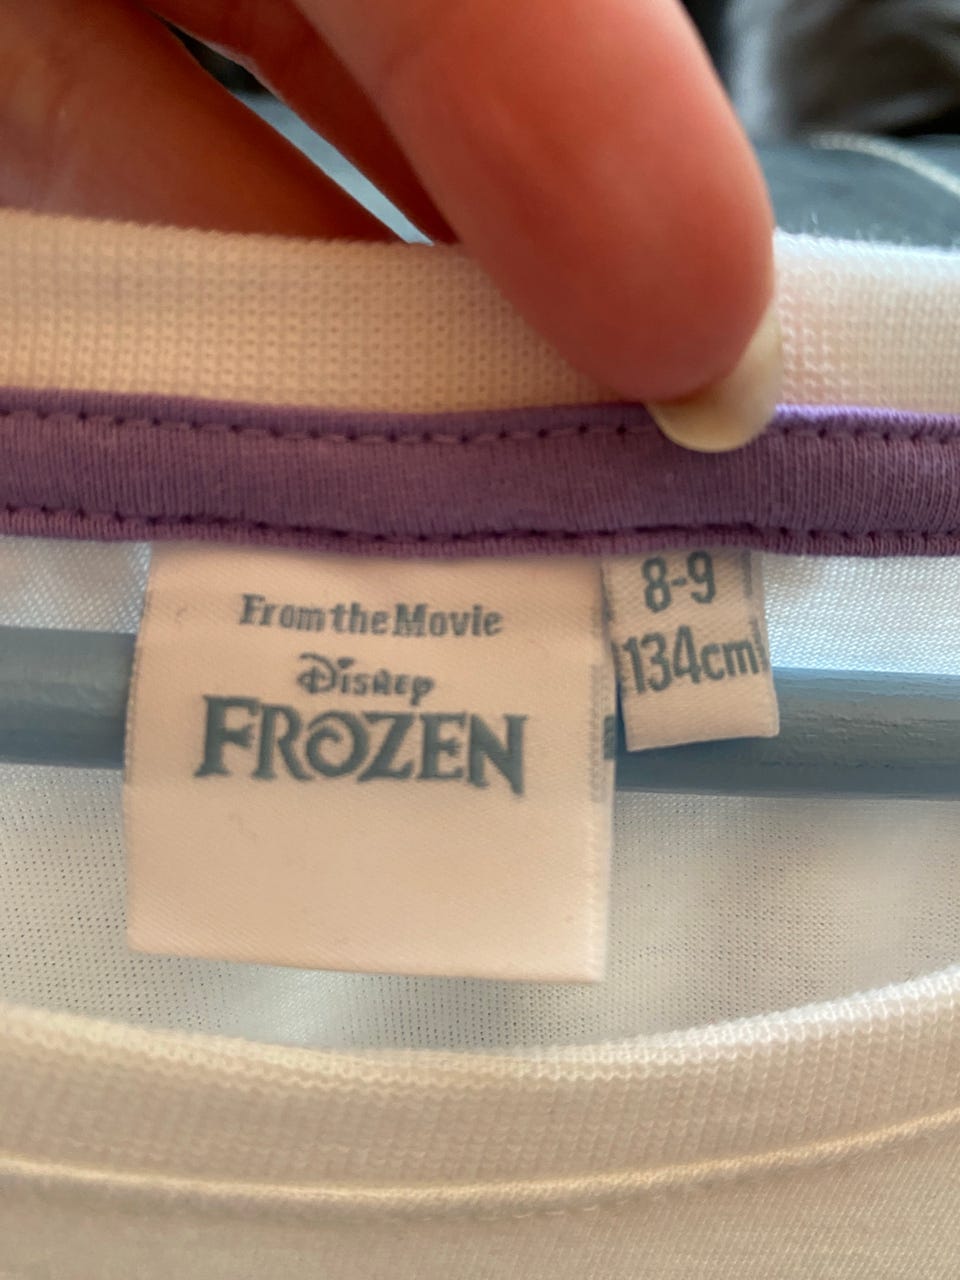 From the Movie
Disney
FROZEN
8-9
134cm